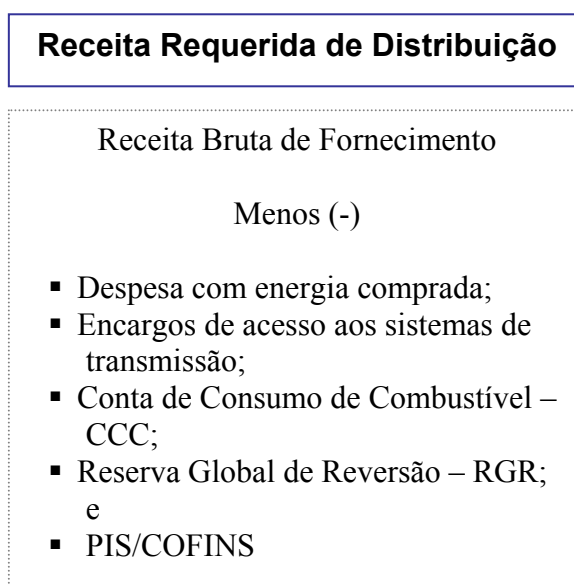 Receita Requerida de Distribuição
Receita Bruta de Fornecimento
Menos (-)
▪ Despesa com energia comprada;
▪ Encargos de acesso aos sistemas de
transmissão;
▪ Conta de Consumo de Combustível –
CCC;
▪ Reserva Global de Reversão – RGR;
e
▪ PIS/COFINS